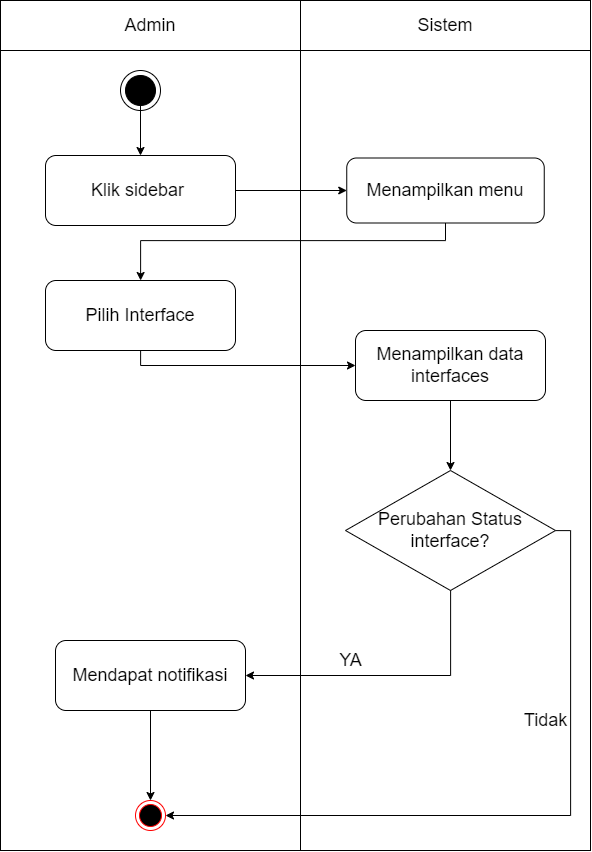 Admin
Sistem
Klik sidebar
Menampilkan menu
Pilih Interface
Menampilkan data
interfaces
Perubahan Status
interface?
YA
Mendapat notifikasi
Tidak